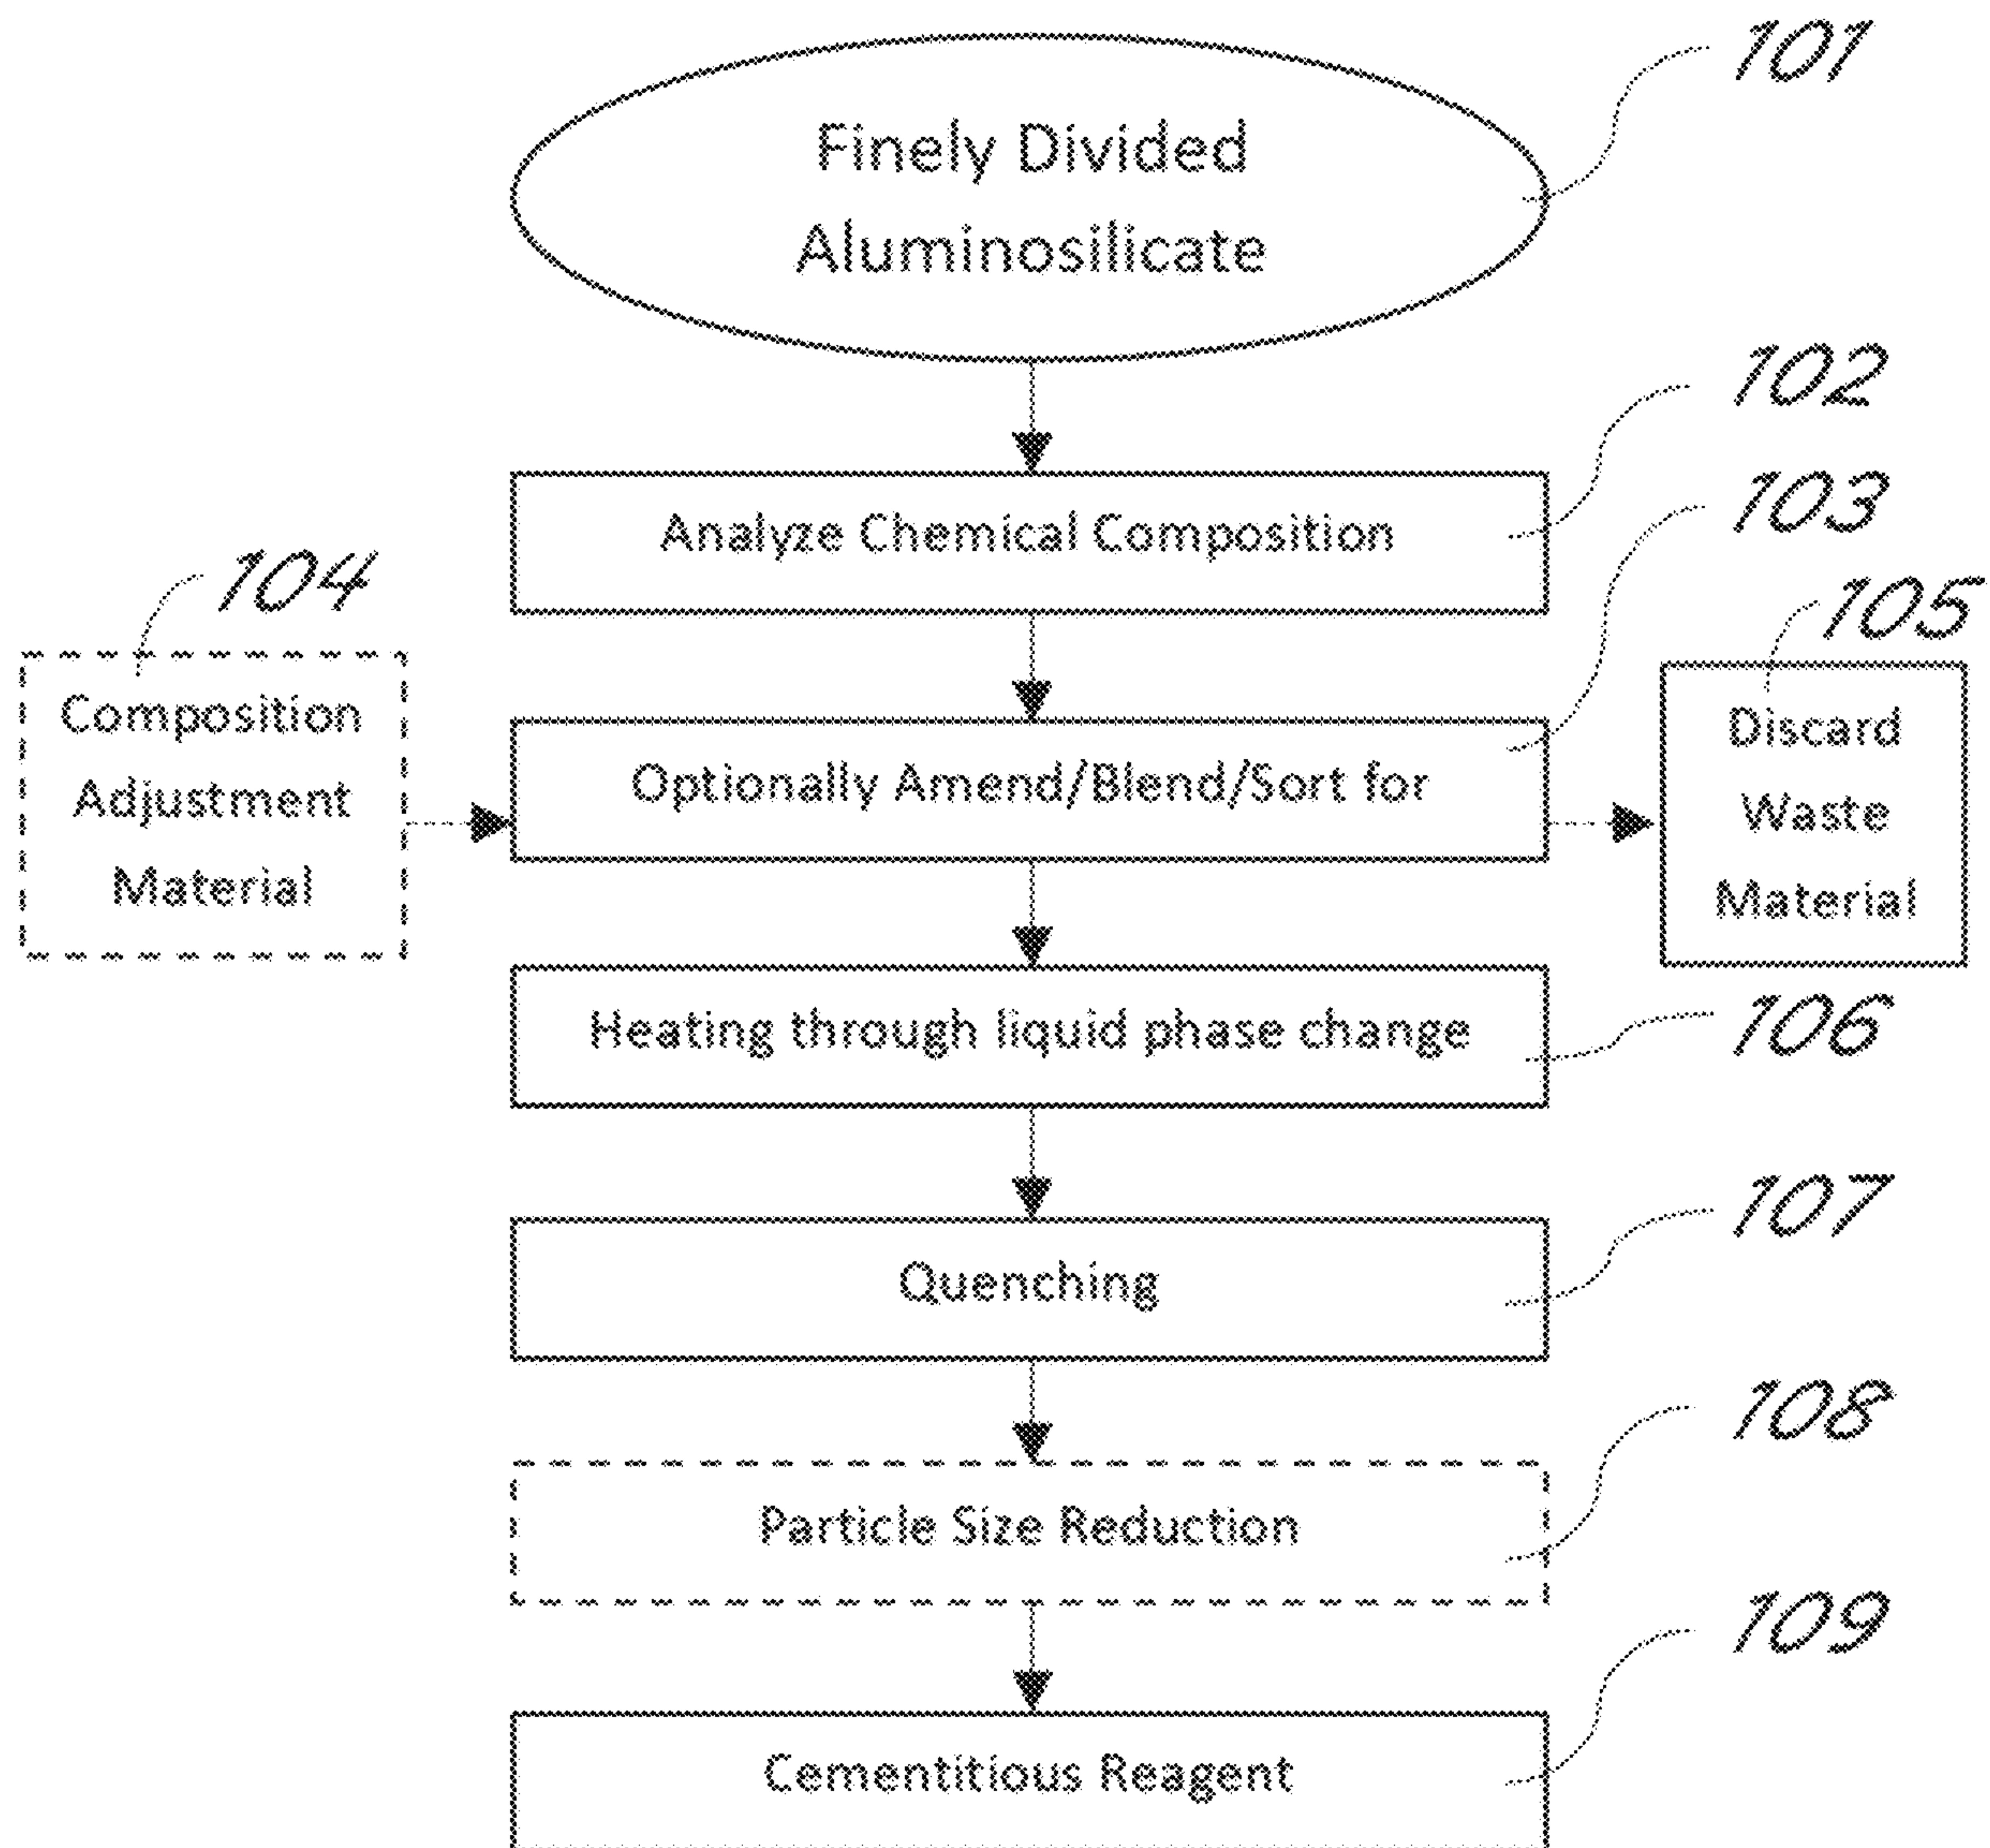 101
Finely Divided
Aluminosilicate
102
Analyze Chemical Composition
103
104
Composition
Adjustment
Material
Optionally Amend/Blend/Sort for
105
Discard
Waste
Material
106
Heating through liquid phase change
107
Quenching
108
Particle Size Reduction
109
Cementitious Reagent